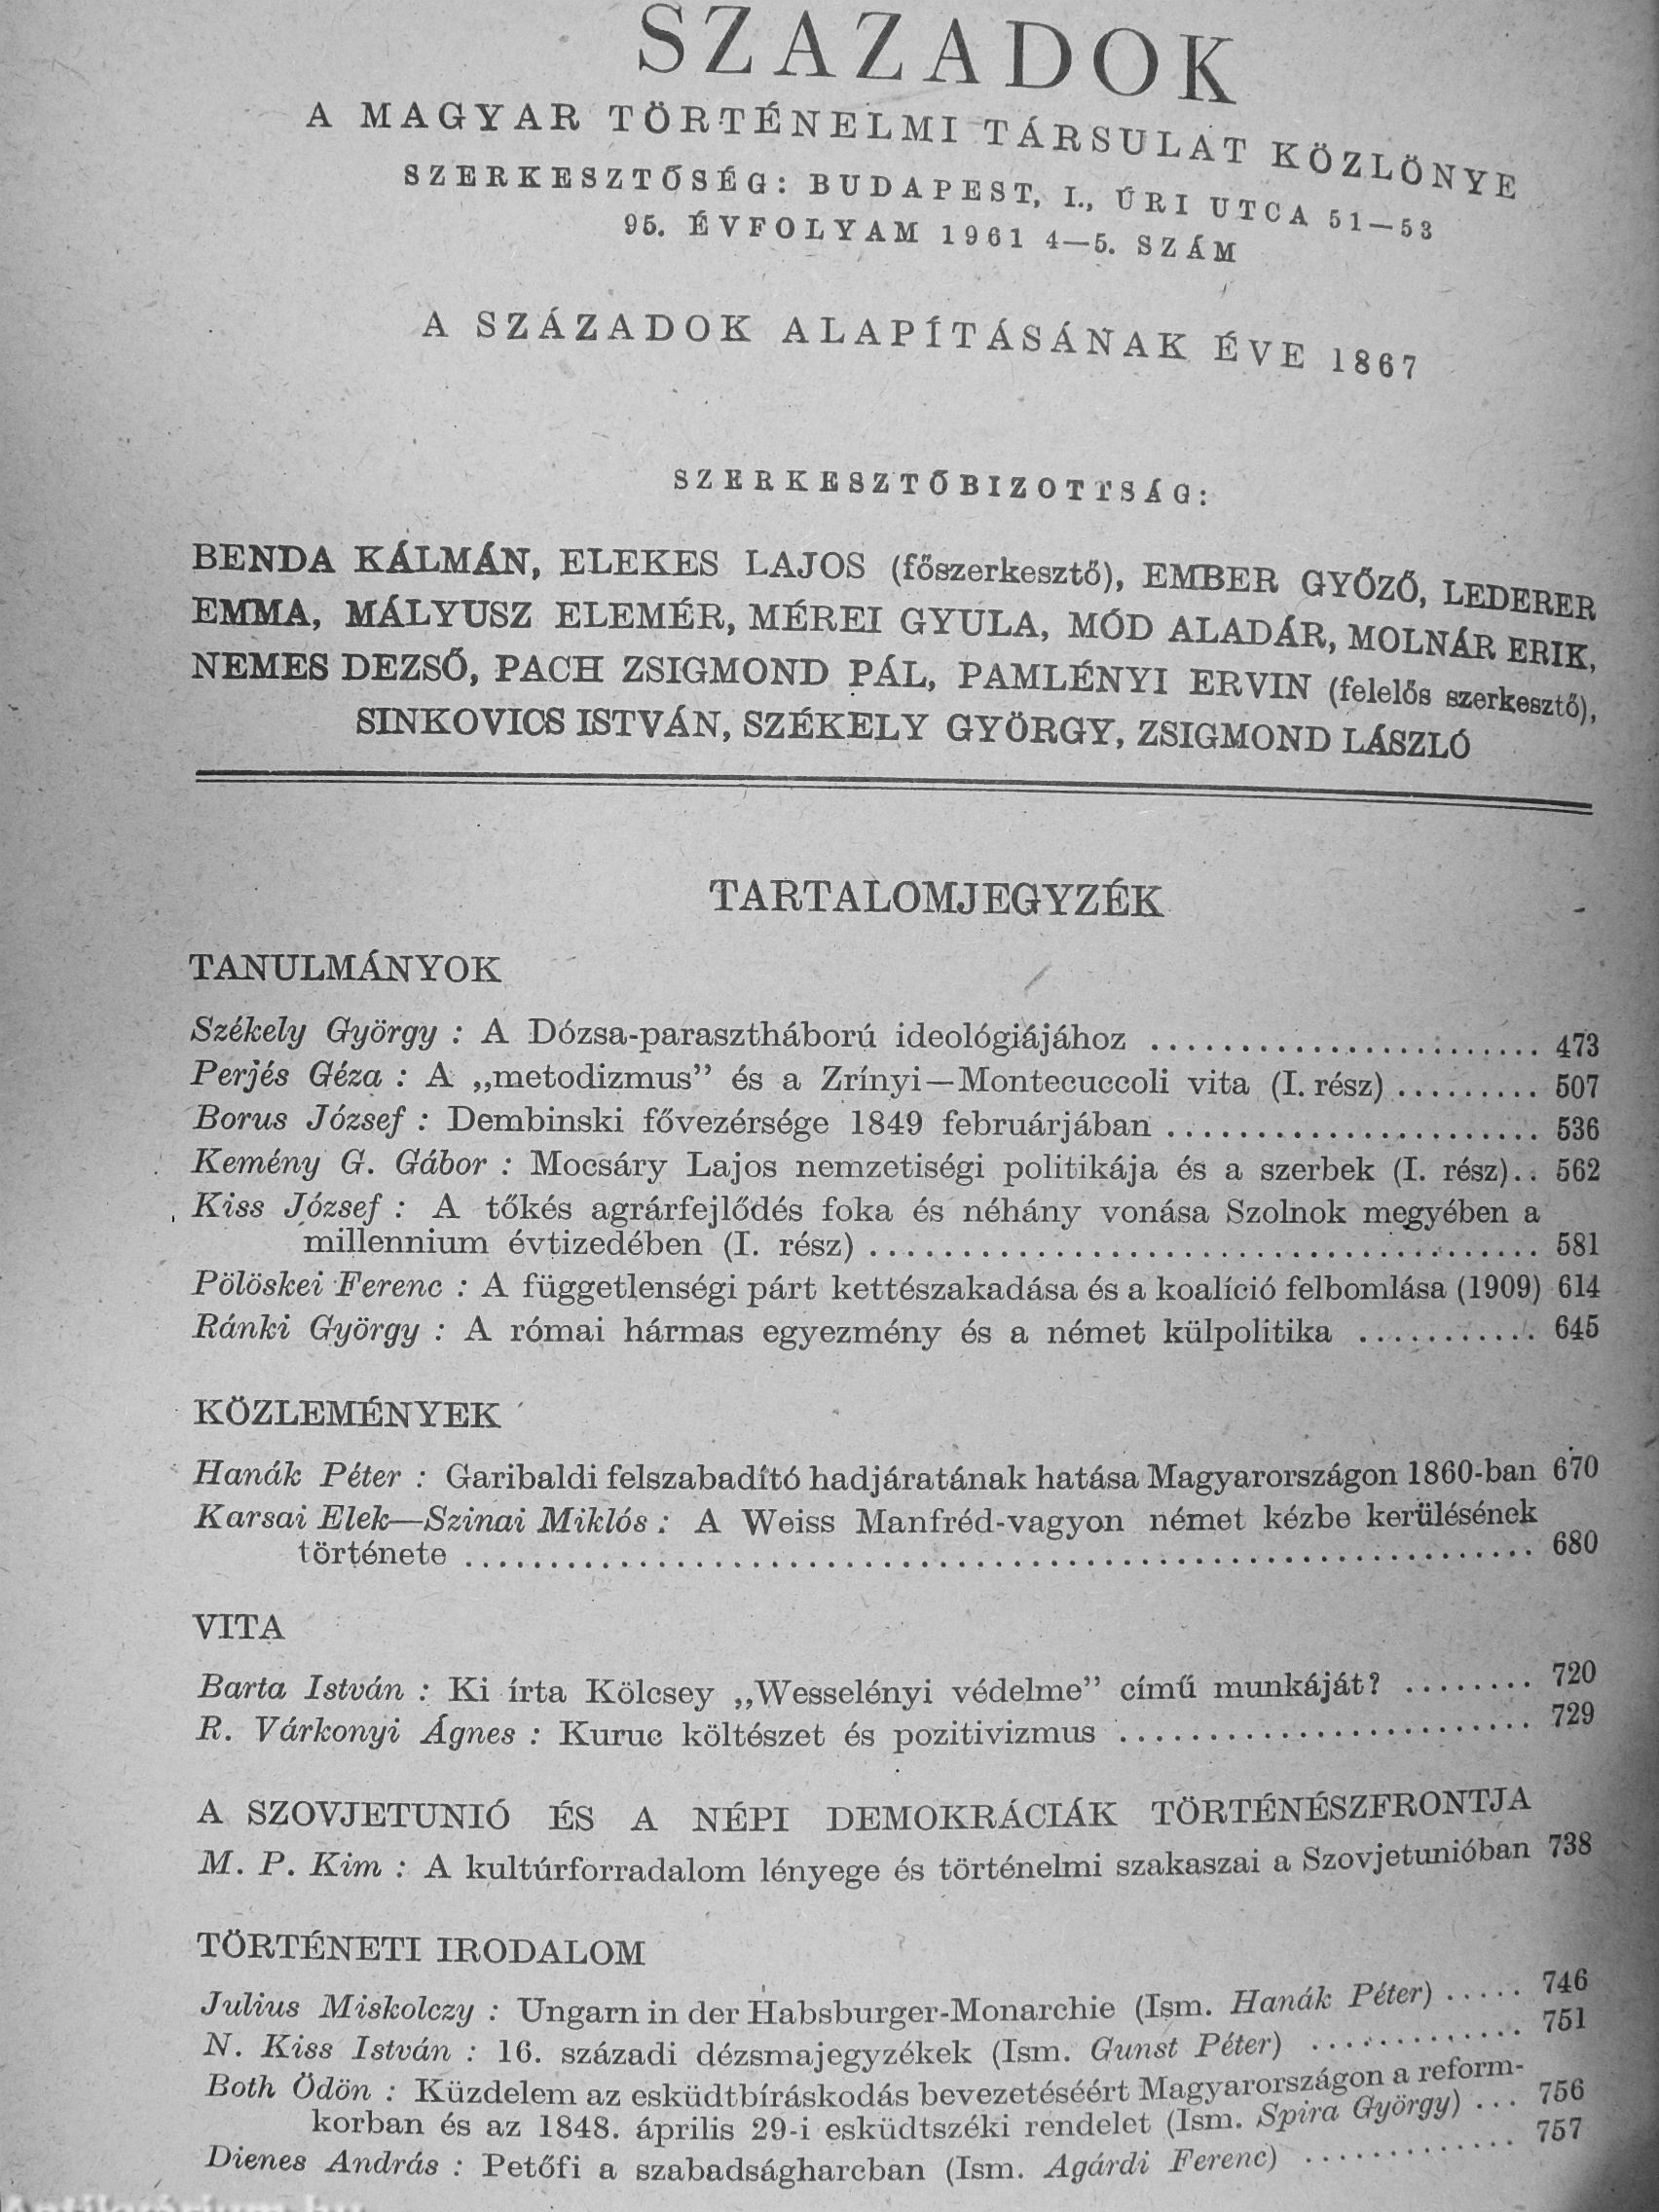 SZAZADOK
A MAGYAR TÖRTÉNELMI TÁRSULAT KÖZLÖNYE
SZERKESZTŐSÉG: BUDAPEST, I., ÚRI UTCA 51—53
95. ÉVFOLYAM 1961 4—5. SZÁM
A SZÁZADOK ALAPÍTÁSÁNAK ÉVE 1867
SZERKESZTŐBIZOTTSÁG:
BENDA KÁLMÁN, ELEKES LAJOS (főszerkesztő), EMBER GYŐZŐ, LEDERER
EMMA, MÁLYUSZ ELEMÉR, MÉREI GYULA, MÓD ALADÁR, MOLNÁR ERIK,
NEMES DEZSŐ, PACH ZSIGMOND PÁL, PAMLÉNYI ERVIN (felelős szerkesztő),
SINKOVICS ISTVÁN, SZÉKELY GYÖRGY, ZSIGMOND LÁSZLÓ
TARTALOMJEGYZÉK
TANULMÁNYOK
Székely György : A Dózsa-parasztháború ideológiájához ........................ 473
Perjés Géza : A „metodizmus” és a Zrínyi—Montecuccoli vita (I. rész) ......... 507
Borus József : Dembinski fővezérsége 1849 februárjában ...................... 536
Kemény G. Gábor : Mocsáry Lajos nemzetiségi politikája és a szerbek (I. rész).. 562
Kiss József : A tőkés agrárfejlődés foka és néhány vonása Szolnok megyében a
millennium évtizedében (I. rész) ........................................ 581
Pölöskei Ferenc : A függetlenségi párt kettészakadása és a koalíció felbomlása (1909) 614
Ránki György : A római hármas egyezmény és a német külpolitika ........... 645
KÖZLEMÉNYEK
Hanák Péter : Garibaldi felszabadító hadjáratának hatása Magyarországon 1860-ban 670
Karsai Elek—Szinai Miklós : A Weiss Manfréd-vagyon német kézbe kerülésének
története ............................................................... 680
VITA
Barta István : Ki írta Kölcsey „Wesselényi védelme” című munkáját? ........ 720
R. Várkonyi Ágnes : Kuruc költészet és pozitivizmus ........................ 729
A SZOVJETUNIÓ ÉS A NÉPI DEMOKRÁCIÁK TÖRTÉNÉSZFRONTJA
M. P. Kim : A kultúrforradalom lényege és történelmi szakaszai a Szovjetunióban 738
TÖRTÉNETI IRODALOM
Julius Miskolczy : Ungarn in der Habsburger-Monarchie (Ism. Hanák Péter) ..... 746
N. Kiss István : 16. századi dézsmajegyzékek (Ism. Gunst Péter) ............. 751
Both Ödön : Küzdelem az esküdtbíráskodás bevezetéséért Magyarországon a reform-
korban és az 1848. április 29-i esküdtszéki rendelet (Ism. Spira György) ... 756
Dienes András : Petőfi a szabadságharcban (Ism. Agárdi Ferenc) ............. 757